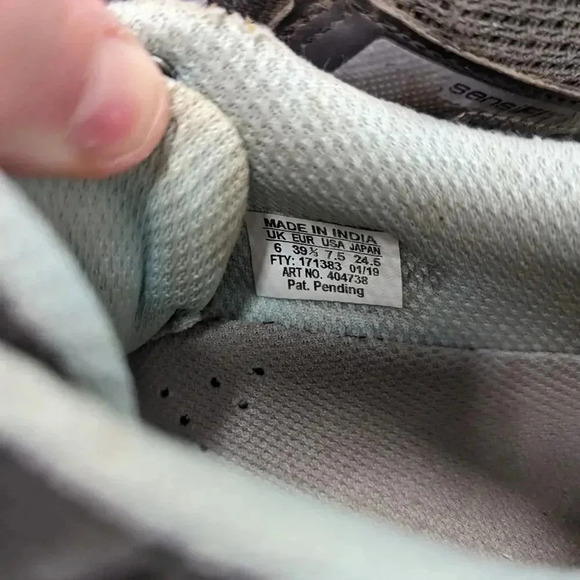 sensifit
MADE IN INDIA
UK EUR USA JAPAN
6 39⅓ 7.5 24.5
FTY: 171383 01/19
ART NO. 404738
Pat. Pending